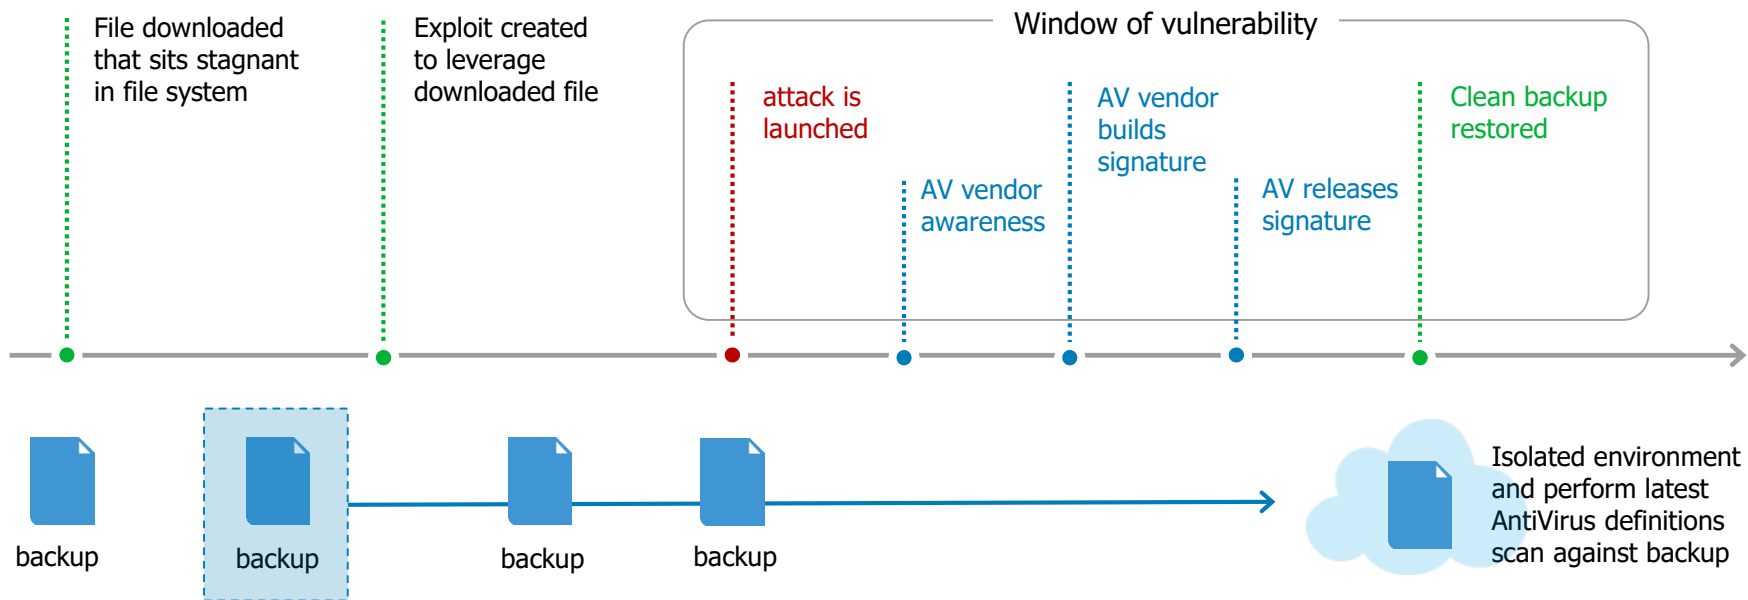 File downloaded
that sits stagnant
in file system
Exploit created
to leverage
downloaded file
Window of vulnerability
attack is
launched
AV vendor
awareness
AV vendor
builds
signature
AV releases
signature
Clean backup
restored
backup
backup
backup
backup
Isolated environment
and perform latest
AntiVirus definitions
scan against backup